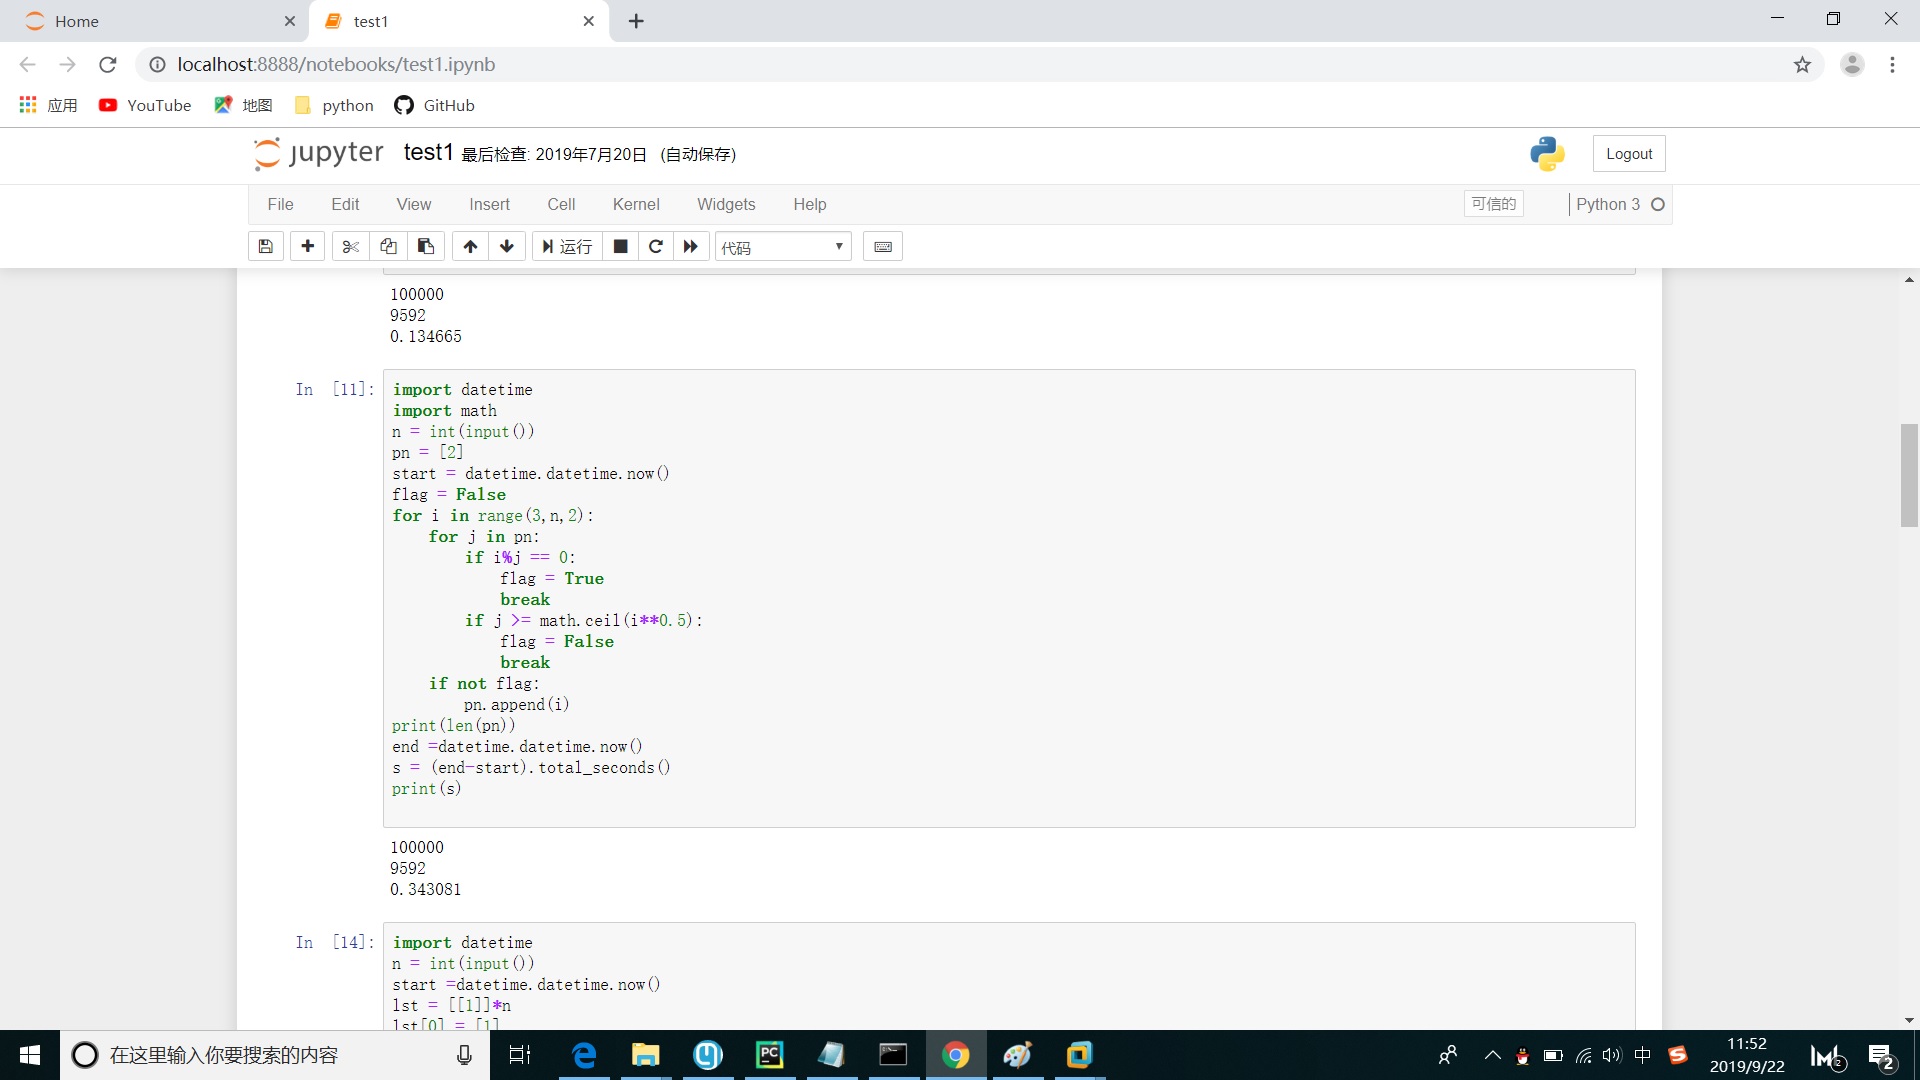 Home
test1
localhost:8888/notebooks/test1.ipynb
应用
YouTube
地图
python
GitHub
jupyter test1 最后检查: 2019年7月20日 (自动保存)
Logout
File Edit View Insert Cell Kernel Widgets Help
可信的
Python 3
运行
代码
100000
9592
0.134665
In [11]:
import datetime
import math
n = int(input())
pn = [2]
start = datetime.datetime.now()
flag = False
for i in range(3,n,2):
    for j in pn:
        if i%j == 0:
            flag = True
            break
        if j >= math.ceil(i**0.5):
            flag = False
            break
    if not flag:
        pn.append(i)
print(len(pn))
end =datetime.datetime.now()
s = (end-start).total_seconds()
print(s)
100000
9592
0.343081
In [14]:
import datetime
n = int(input())
start =datetime.datetime.now()
lst = [[1]]*n
lst[0] = [1]
在这里输入你要搜索的内容
PC
中
11:52
2019/9/22
2
2